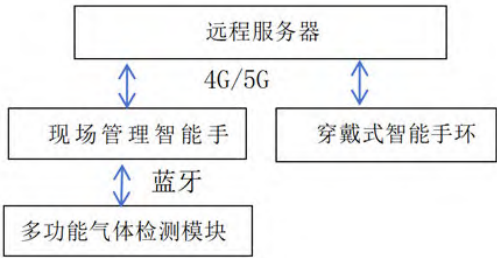 远程服务器
4G/5G
现场管理智能手
穿戴式智能手环
蓝牙
多功能气体检测模块